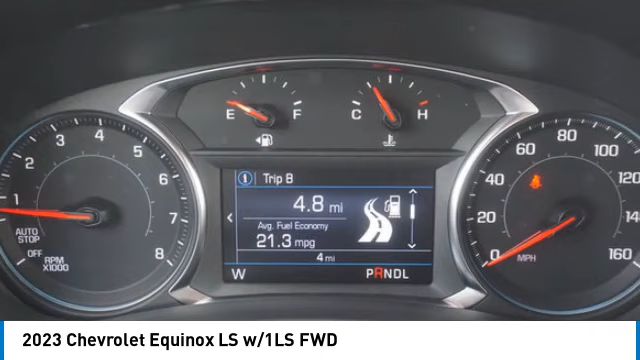 E F
C H
1 2 3 4 5 6 7 8
AUTO
STOP
OFF
RPM
X1000
i Trip B
4.8 mi
Avg. Fuel Economy
21.3 mpg
4 mi
W PRNDL
0 20 40 60 80 100 120 14 160
MPH
2023 Chevrolet Equinox LS w/1LS FWD